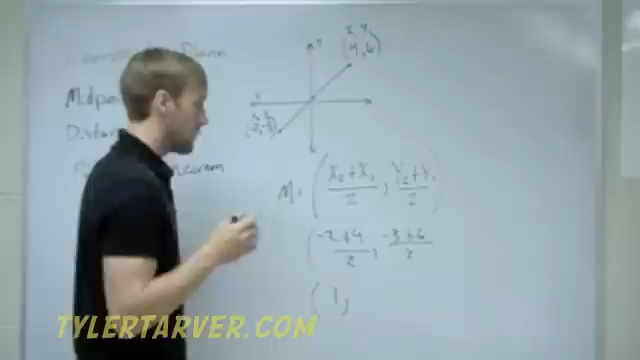 Y
X Y
(4,6)
X
X Y
(-2,-3)
Distan
M = ( X₂+X₁/2 , Y₂+Y₁/2 )
( -2+4/2 , -3+6/2
( 1,
TYLERTARVER.COM